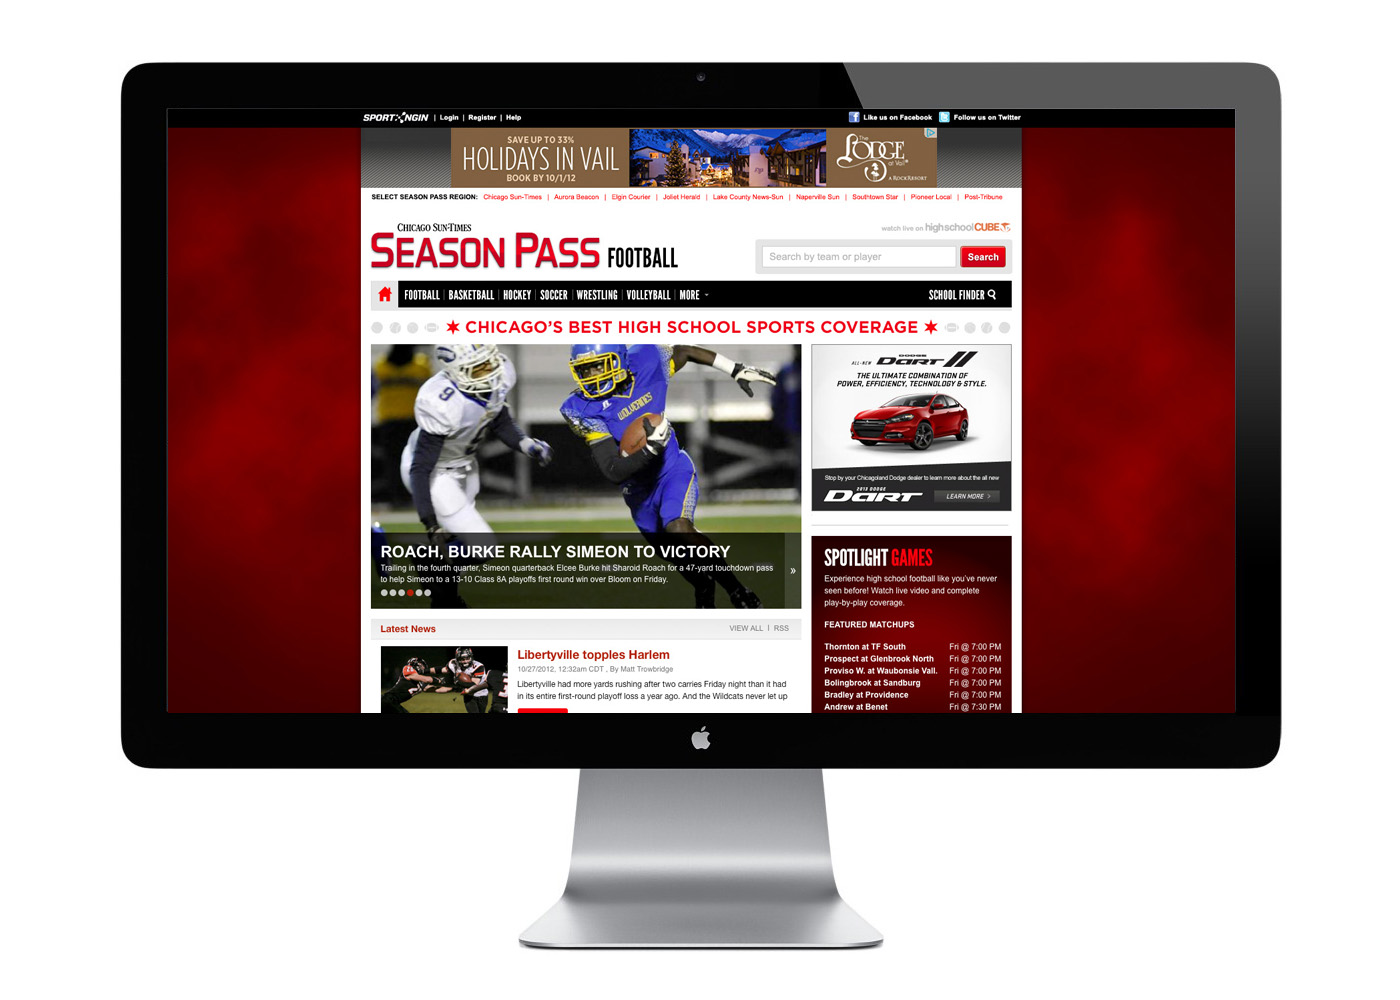 SPORT NGIN | Login | Register | Help
Like us on Facebook Follow us on Twitter
SAVE UP TO 33%
HOLIDAYS IN VAIL
BOOK BY 10/1/12
The
LODGE
at Vail
A ROCKRESORT
SELECT SEASON PASS REGION: Chicago Sun-Times | Aurora Beacon | Elgin Courier | Joliet Herald | Lake County News-Sun | Naperville Sun | Southtown Star | Pioneer Local | Post-Tribune
CHICAGO SUN-TIMES
SEASON PASS FOOTBALL
watch live on highschoolCUBE
Search by team or player
Search
FOOTBALL | BASKETBALL | HOCKEY | SOCCER | WRESTLING | VOLLEYBALL | MORE
SCHOOL FINDER
CHICAGO'S BEST HIGH SCHOOL SPORTS COVERAGE
9
WOLVERINES
ROACH, BURKE RALLY SIMEON TO VICTORY
Trailing in the fourth quarter, Simeon quarterback Elcee Burke hit Sharoid Roach for a 47-yard touchdown pass
to help Simeon to a 13-10 Class 8A playoffs first round win over Bloom on Friday.
»
ALL-NEW DODGE DART
THE ULTIMATE COMBINATION OF
POWER, EFFICIENCY, TECHNOLOGY & STYLE.
Stop by your Chicagoland Dodge dealer to learn more about the all new
2013 DODGE
DART
LEARN MORE >
Latest News
VIEW ALL | RSS
Libertyville topples Harlem
10/27/2012, 12:32am CDT , By Matt Trowbridge
Libertyville had more yards rushing after two carries Friday night than it had
in its entire first-round playoff loss a year ago. And the Wildcats never let up
SPOTLIGHT GAMES
Experience high school football like you've never
seen before! Watch live video and complete
play-by-play coverage.
FEATURED MATCHUPS
Thornton at TF South Fri @ 7:00 PM
Prospect at Glenbrook North Fri @ 7:00 PM
Proviso W. at Waubonsie Vall. Fri @ 7:00 PM
Bolingbrook at Sandburg Fri @ 7:00 PM
Bradley at Providence Fri @ 7:00 PM
Andrew at Benet Fri @ 7:30 PM